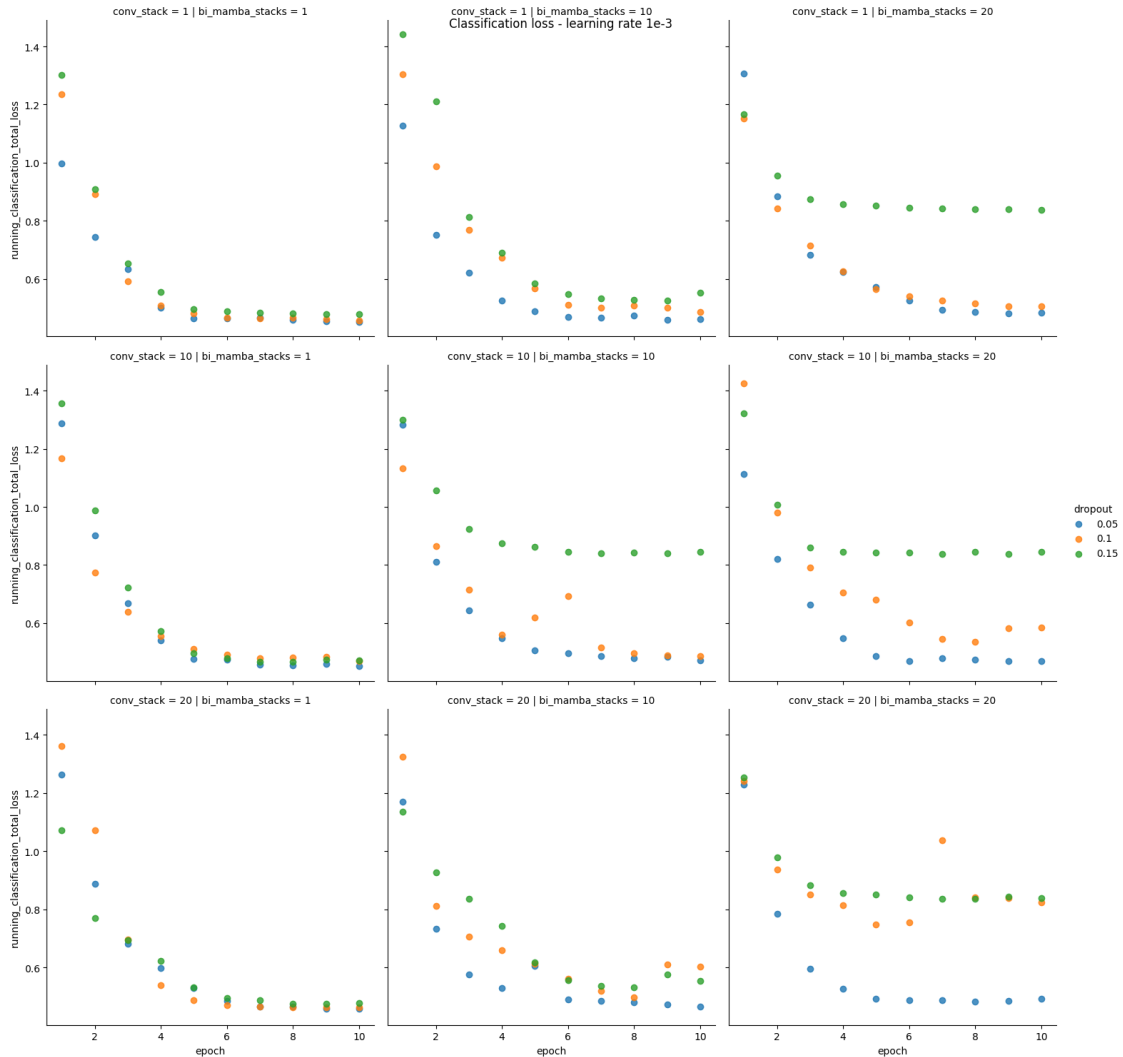 Classification loss - learning rate 1e-3
conv_stack = 1 | bi_mamba_stacks = 1
conv_stack = 1 | bi_mamba_stacks = 10
conv_stack = 1 | bi_mamba_stacks = 20
running_classification_total_loss
1.4
1.2
1.0
0.8
0.6
conv_stack = 10 | bi_mamba_stacks = 1
conv_stack = 10 | bi_mamba_stacks = 10
conv_stack = 10 | bi_mamba_stacks = 20
running_classification_total_loss
1.4
1.2
1.0
0.8
0.6
dropout
0.05
0.1
0.15
conv_stack = 20 | bi_mamba_stacks = 1
conv_stack = 20 | bi_mamba_stacks = 10
conv_stack = 20 | bi_mamba_stacks = 20
running_classification_total_loss
1.4
1.2
1.0
0.8
0.6
2 4 6 8 10
epoch
2 4 6 8 10
epoch
2 4 6 8 10
epoch